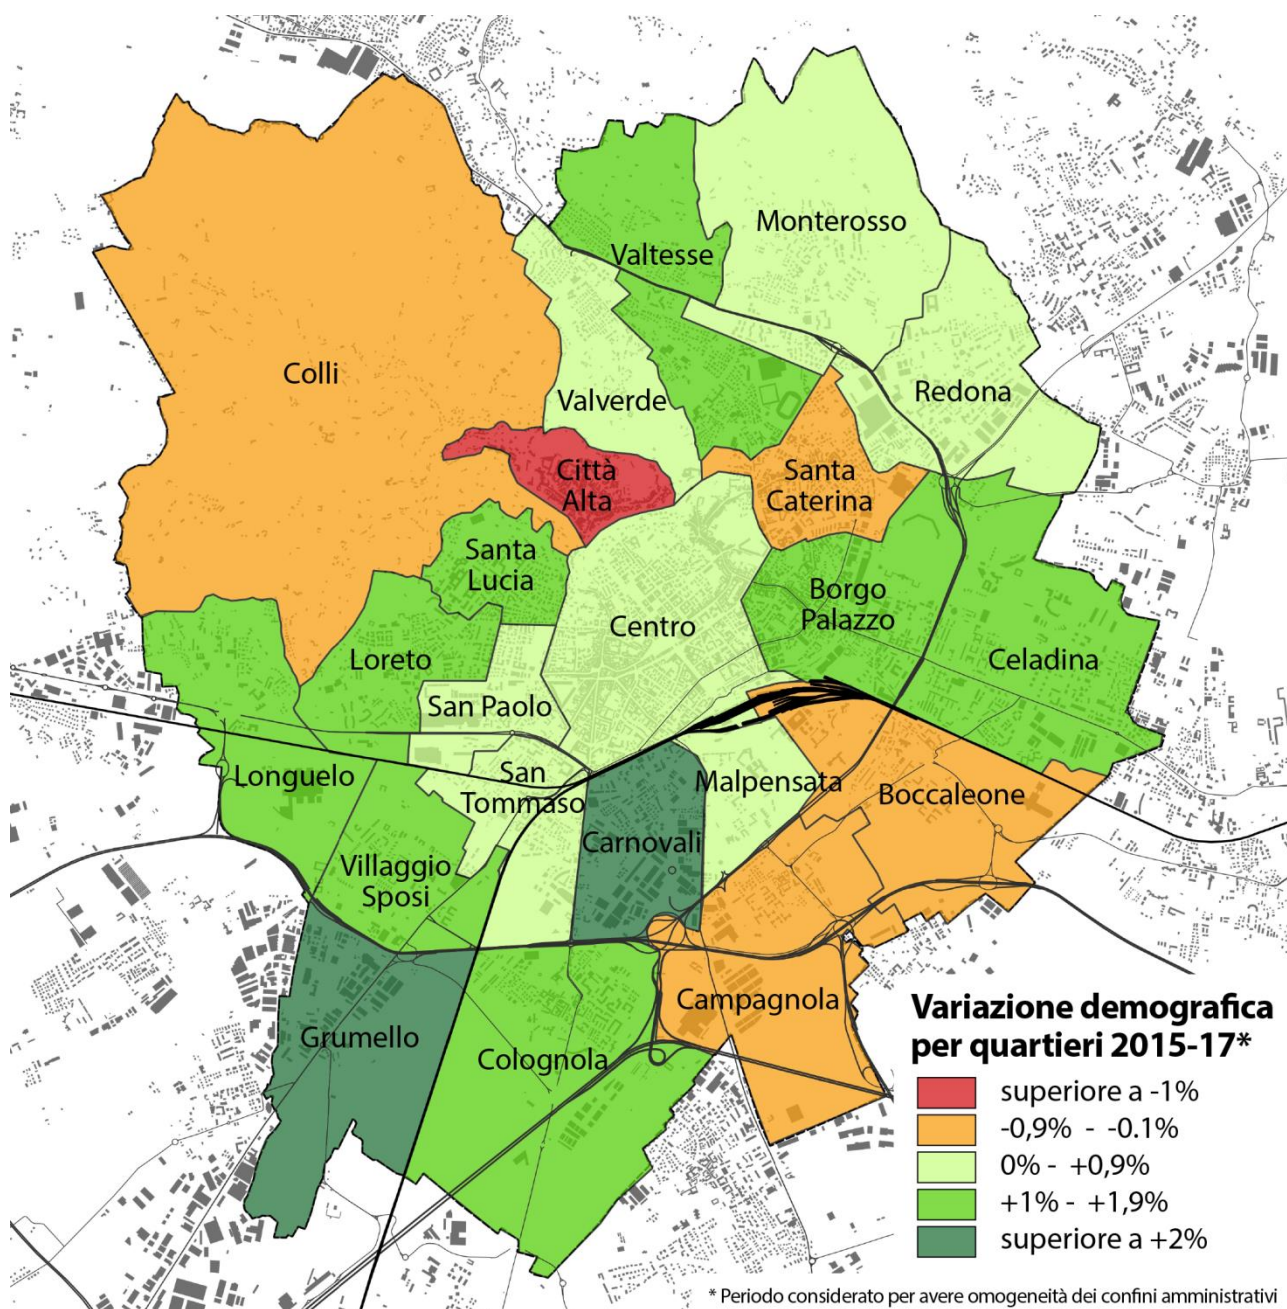 Monterosso
Valtesse
Colli
Valverde
Redona
Città
Alta
Santa
Caterina
Santa
Lucia
Borgo
Palazzo
Centro
Loreto
Celadina
San Paolo
Longuelo
San
Tommaso
Malpensata
Boccaleone
Carnovali
Villaggio
Sposi
Campagnola
Grumello
Colognola
Variazione demografica
per quartieri 2015-17*
superiore a -1%
-0,9% - -0.1%
0% - +0,9%
+1% - +1,9%
superiore a +2%
* Periodo considerato per avere omogeneità dei confini amministrativi